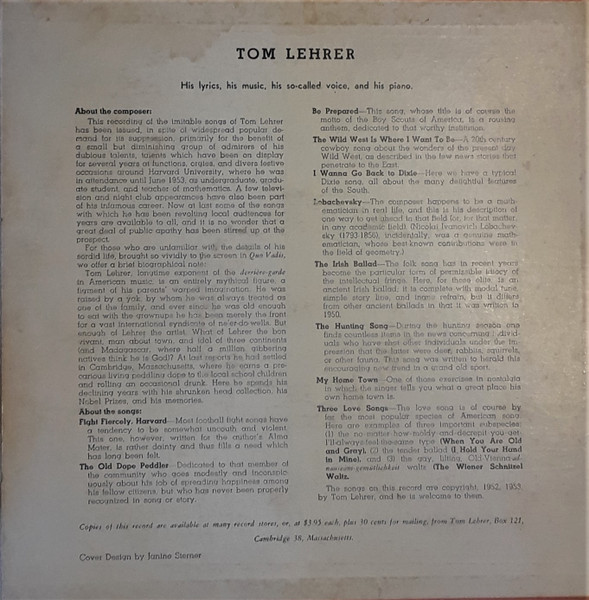 TOM LEHRER
His lyrics, his music, his so-called voice, and his piano.
About the composer:
This recording of the imitable songs of Tom Lehrer
has been issued, in spite of widespread popular de-
mand for its suppression, primarily for the benefit of
a small but diminishing group of admirers of his
dubious talents, talents which have been on display
for several years at functions, orgies, and divers festive
occasions around Harvard University, where he was
in attendance until June 1953, as undergraduate, gradu-
ate student, and teacher of mathematics. A few televi-
sion and night club appearances have also been part
of his infamous career. Now at last some of the songs
with which he has been revolting local audiences for
years are available to all, and it is no wonder that a
great deal of public apathy has been stirred up at the
prospect.
For those who are unfamiliar with the details of his
sordid life, brought so vividly to the screen in Quo Vadis,
we offer a brief biographical note:
Tom Lehrer, longtime exponent of the derrière-garde
in American music, is an entirely mythical figure, a
figment of his parents' warped imagination. He was
raised by a yak, by whom he was always treated as
one of the family, and ever since he was old enough
to eat with the grownups he has been merely the front
for a vast international syndicate of ne'er-do-wells. But
enough of Lehrer the artist. What of Lehrer the bon
vivant, man about town, and idol of three continents
(and Madagascar, where half a million gibbering
natives think he is God)? At last reports he had settled
in Cambridge, Massachusetts, where he earns a pre-
carious living peddling dope to the local school children
and rolling an occasional drunk. Here he spends his
declining years with his shrunken head collection, his
Nobel Prizes, and his memories.
About the songs:
Fight Fiercely, Harvard—Most football fight songs have
a tendency to be somewhat uncouth and violent.
This one, however, written for the author's Alma
Mater, is rather dainty and thus fills a need which
has long been felt.
The Old Dope Peddler—Dedicated to that member of
the community who goes modestly and inconspic-
uously about his job of spreading happiness among
his fellow citizens, but who has never been properly
recognized in song or story.
Be Prepared—This song, whose title is of course the
motto of the Boy Scouts of America, is a rousing
anthem, dedicated to that worthy institution.
The Wild West Is Where I Want To Be—A 20th century
cowboy song about the wonders of the present day
Wild West, as described in the few news stories that
penetrate to the East.
I Wanna Go Back to Dixie—Here we have a typical
Dixie song, all about the many delightful features
of the South.
Lobachevsky—The composer happens to be a math-
ematician in real life, and this is his description of
one way to get ahead in that field (or, for that matter,
in any academic field). (Nicolai Ivanovich Lobachev-
sky (1793-1856), incidentally, was a genuine math-
ematician, whose best-known contributions were in
the field of geometry.)
The Irish Ballad—The folk song has in recent years
become the particular form of permissible idiocy of
the intellectual fringe. Here, for those elite, is an
ancient Irish ballad; it is complete with modal tune,
simple story line, and inane refrain, but it differs
from other ancient ballads in that it was written in
1950.
The Hunting Song—During the hunting season one
finds countless items in the news concerning individ-
uals who have shot other individuals under the im-
pression that the latter were deer, rabbits, squirrels,
or other fauna. This song was written to herald this
encouraging new trend in a grand old sport.
My Home Town—One of those exercises in nostalgia
in which the singer tells you what a great place his
own home town is.
Three Love Songs—The love song is of course by
far the most popular species of American song.
Here are examples of three important subspecies:
(1) the no-matter-how-moldy-and-decrepit-you-get-
I'll-always-feel-the-same type (When You Are Old
and Gray), (2) the tender ballad (I Hold Your Hand
in Mine), and (3) the gay, lilting, Old-Viennese-
gemütlichkeit waltz (The Wiener Schnitzel
Waltz).
The songs on this record are copyright, 1952, 1953,
by Tom Lehrer, and he is welcome to them.
Copies of this record are available at many record stores, or, at $3.95 each, plus 30 cents for mailing, from Tom Lehrer, Box 121,
Cambridge 38, Massachusetts.
Cover Design by Janine Sterner